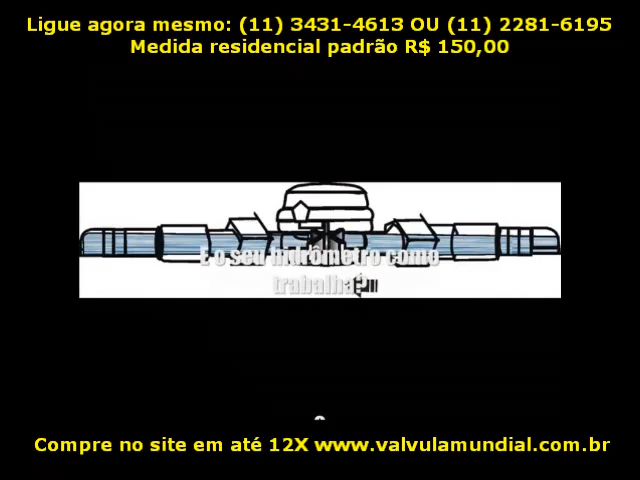 Ligue agora mesmo: (11) 3431-4613 OU (11) 2281-6195
Medida residencial padrão R$ 150,00
E o seu hidrômetro como
trabalha?
Compre no site em até 12X www.valvulamundial.com.br